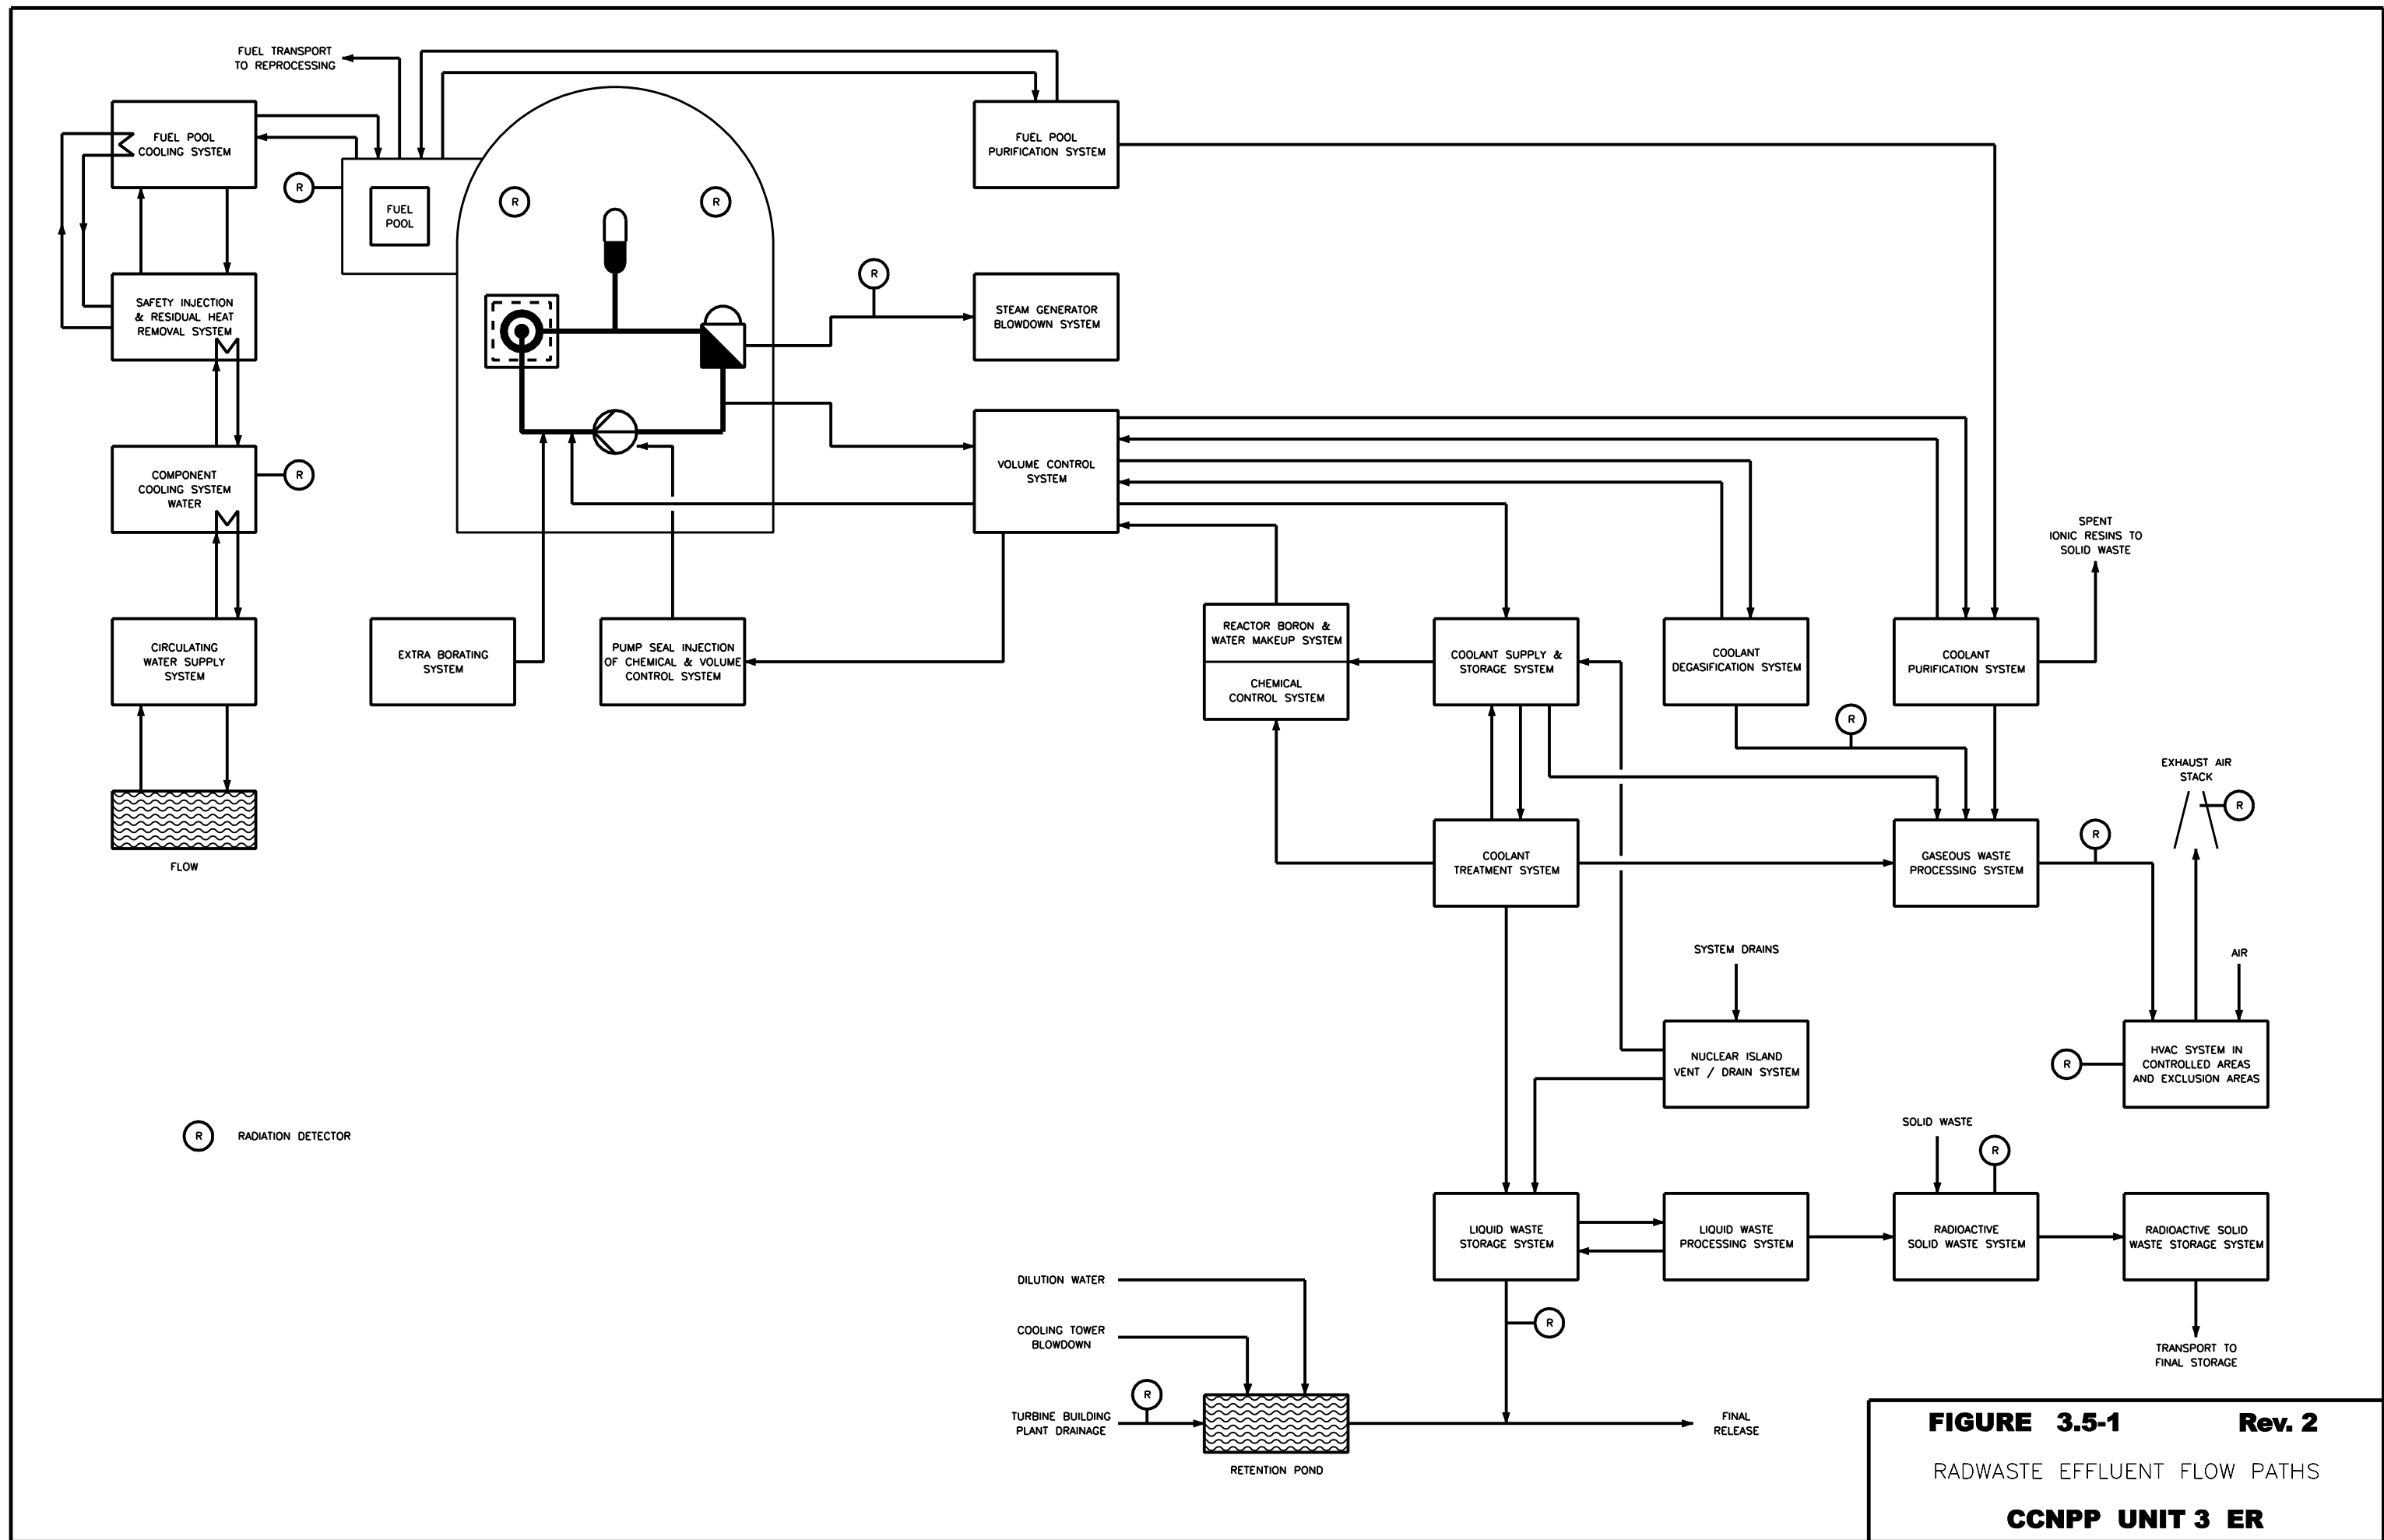 FUEL TRANSPORT
TO REPROCESSING
FUEL POOL
COOLING SYSTEM
FUEL POOL
PURIFICATION SYSTEM
R
FUEL
POOL
R
R
SAFETY INJECTION
& RESIDUAL HEAT
REMOVAL SYSTEM
R
STEAM GENERATOR
BLOWDOWN SYSTEM
COMPONENT
COOLING SYSTEM
WATER
R
VOLUME CONTROL
SYSTEM
SPENT
IONIC RESINS TO
SOLID WASTE
CIRCULATING
WATER SUPPLY
SYSTEM
EXTRA BORATING
SYSTEM
PUMP SEAL INJECTION
OF CHEMICAL & VOLUME
CONTROL SYSTEM
REACTOR BORON &
WATER MAKEUP SYSTEM
CHEMICAL
CONTROL SYSTEM
COOLANT SUPPLY &
STORAGE SYSTEM
COOLANT
DEGASIFICATION SYSTEM
COOLANT
PURIFICATION SYSTEM
R
EXHAUST AIR
STACK
R
FLOW
COOLANT
TREATMENT SYSTEM
GASEOUS WASTE
PROCESSING SYSTEM
R
SYSTEM DRAINS
AIR
NUCLEAR ISLAND
VENT / DRAIN SYSTEM
R
HVAC SYSTEM IN
CONTROLLED AREAS
AND EXCLUSION AREAS
R
RADIATION DETECTOR
SOLID WASTE
R
LIQUID WASTE
STORAGE SYSTEM
LIQUID WASTE
PROCESSING SYSTEM
RADIOACTIVE
SOLID WASTE SYSTEM
RADIOACTIVE SOLID
WASTE STORAGE SYSTEM
DILUTION WATER
R
COOLING TOWER
BLOWDOWN
TRANSPORT TO
FINAL STORAGE
R
TURBINE BUILDING
PLANT DRAINAGE
FINAL
RELEASE
RETENTION POND
FIGURE 3.5-1 Rev. 2
RADWASTE EFFLUENT FLOW PATHS
CCNPP UNIT 3 ER